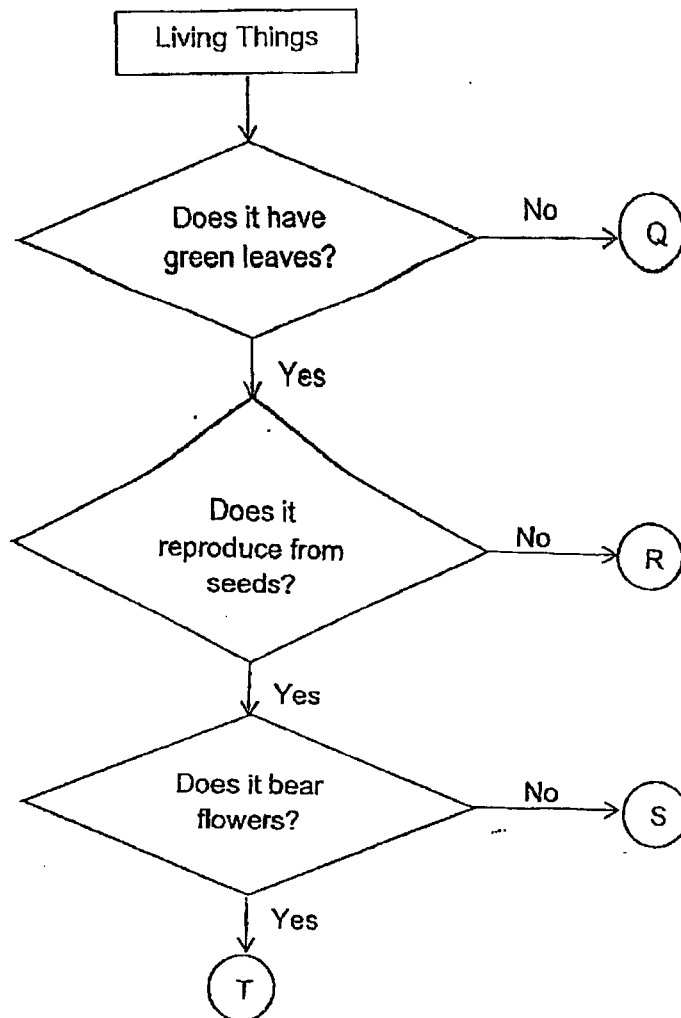 Living Things
Does it have
green leaves?
No
Q
Yes
Does it
reproduce from
seeds?
No
R
Yes
Does it bear
flowers?
No
S
Yes
T